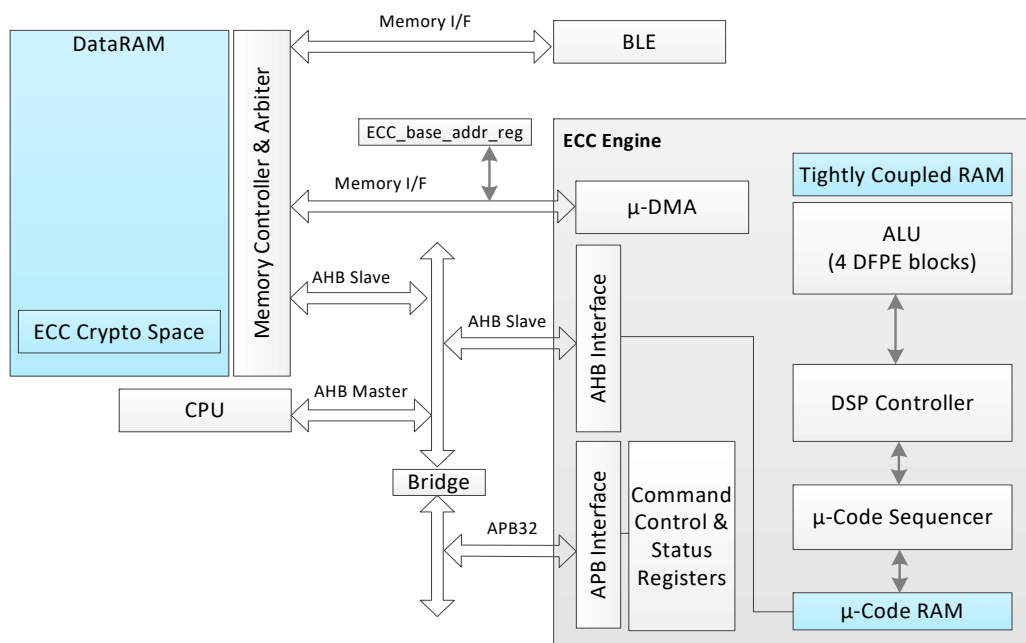 Memory I/F
DataRAM
Memory Controller & Arbiter
BLE
ECC_base_addr_reg
ECC Engine
Memory I/F
μ-DMA
Tightly Coupled RAM
ALU
(4 DFPE blocks)
AHB Slave
AHB Slave
AHB Interface
ECC Crypto Space
CPU
AHB Master
DSP Controller
Bridge
APB32
APB Interface
Command
Control &
Status
Registers
μ-Code Sequencer
μ-Code RAM